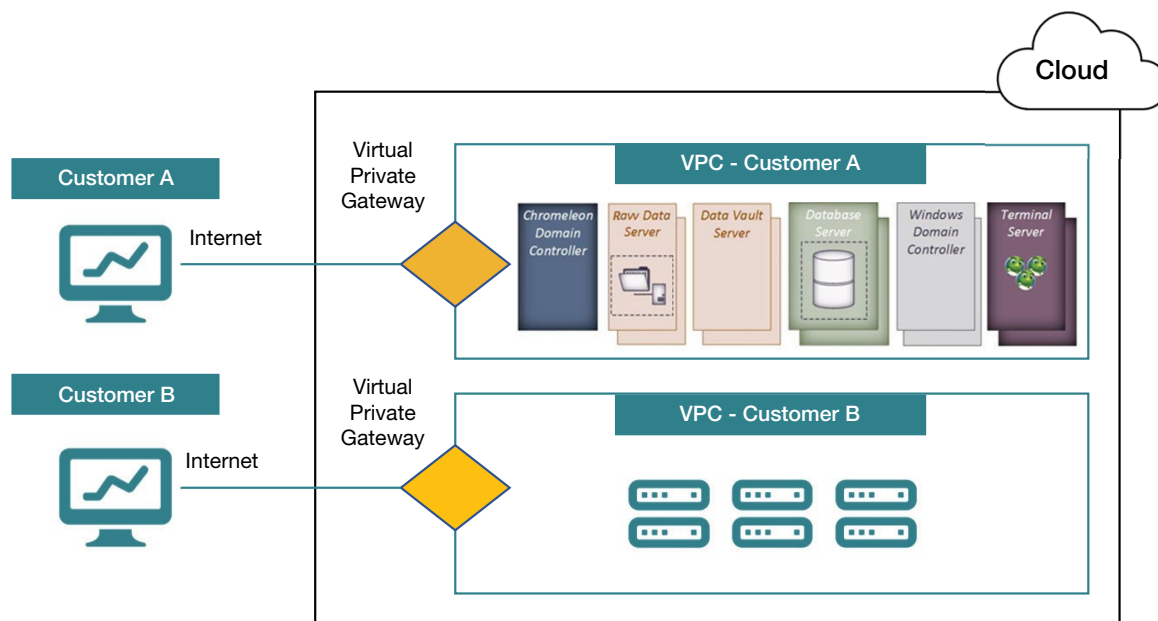 Cloud
Virtual
Private
Gateway
VPC - Customer A
Customer A
Internet
Chromeleon
Domain
Controller
Raw Data
Server
Data Vault
Server
Database
Server
Windows
Domain
Controller
Terminal
Server
Customer B
Internet
Virtual
Private
Gateway
VPC - Customer B